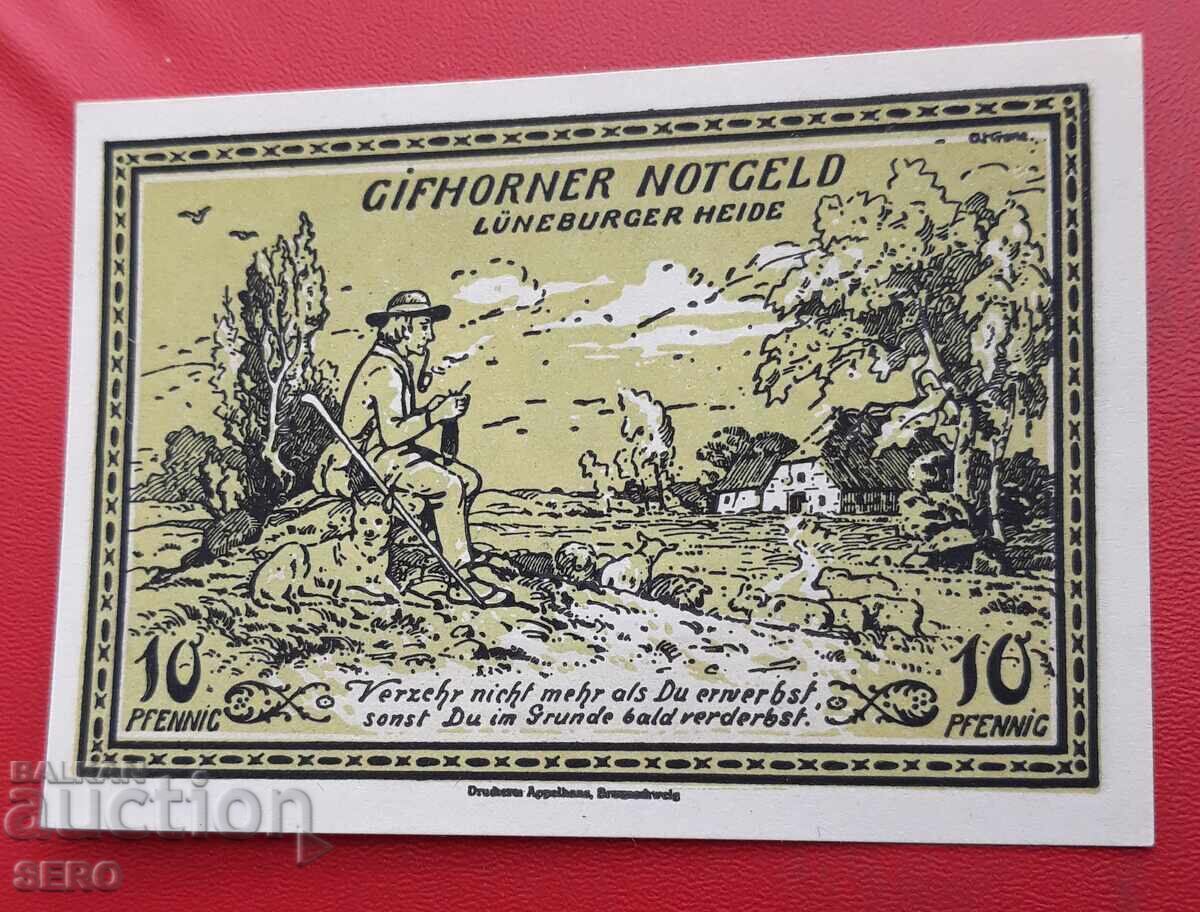 GIFHORNER NOTGELD
LÜNEBURGER HEIDE
10
PFENNIG
Verzehr nicht mehr als Du erwerbst,
sonst Du im Grunde bald verderbst.
10
PFENNIG
Druckerei Appelhans, Braunschweig
BALKAN
auction
SERO